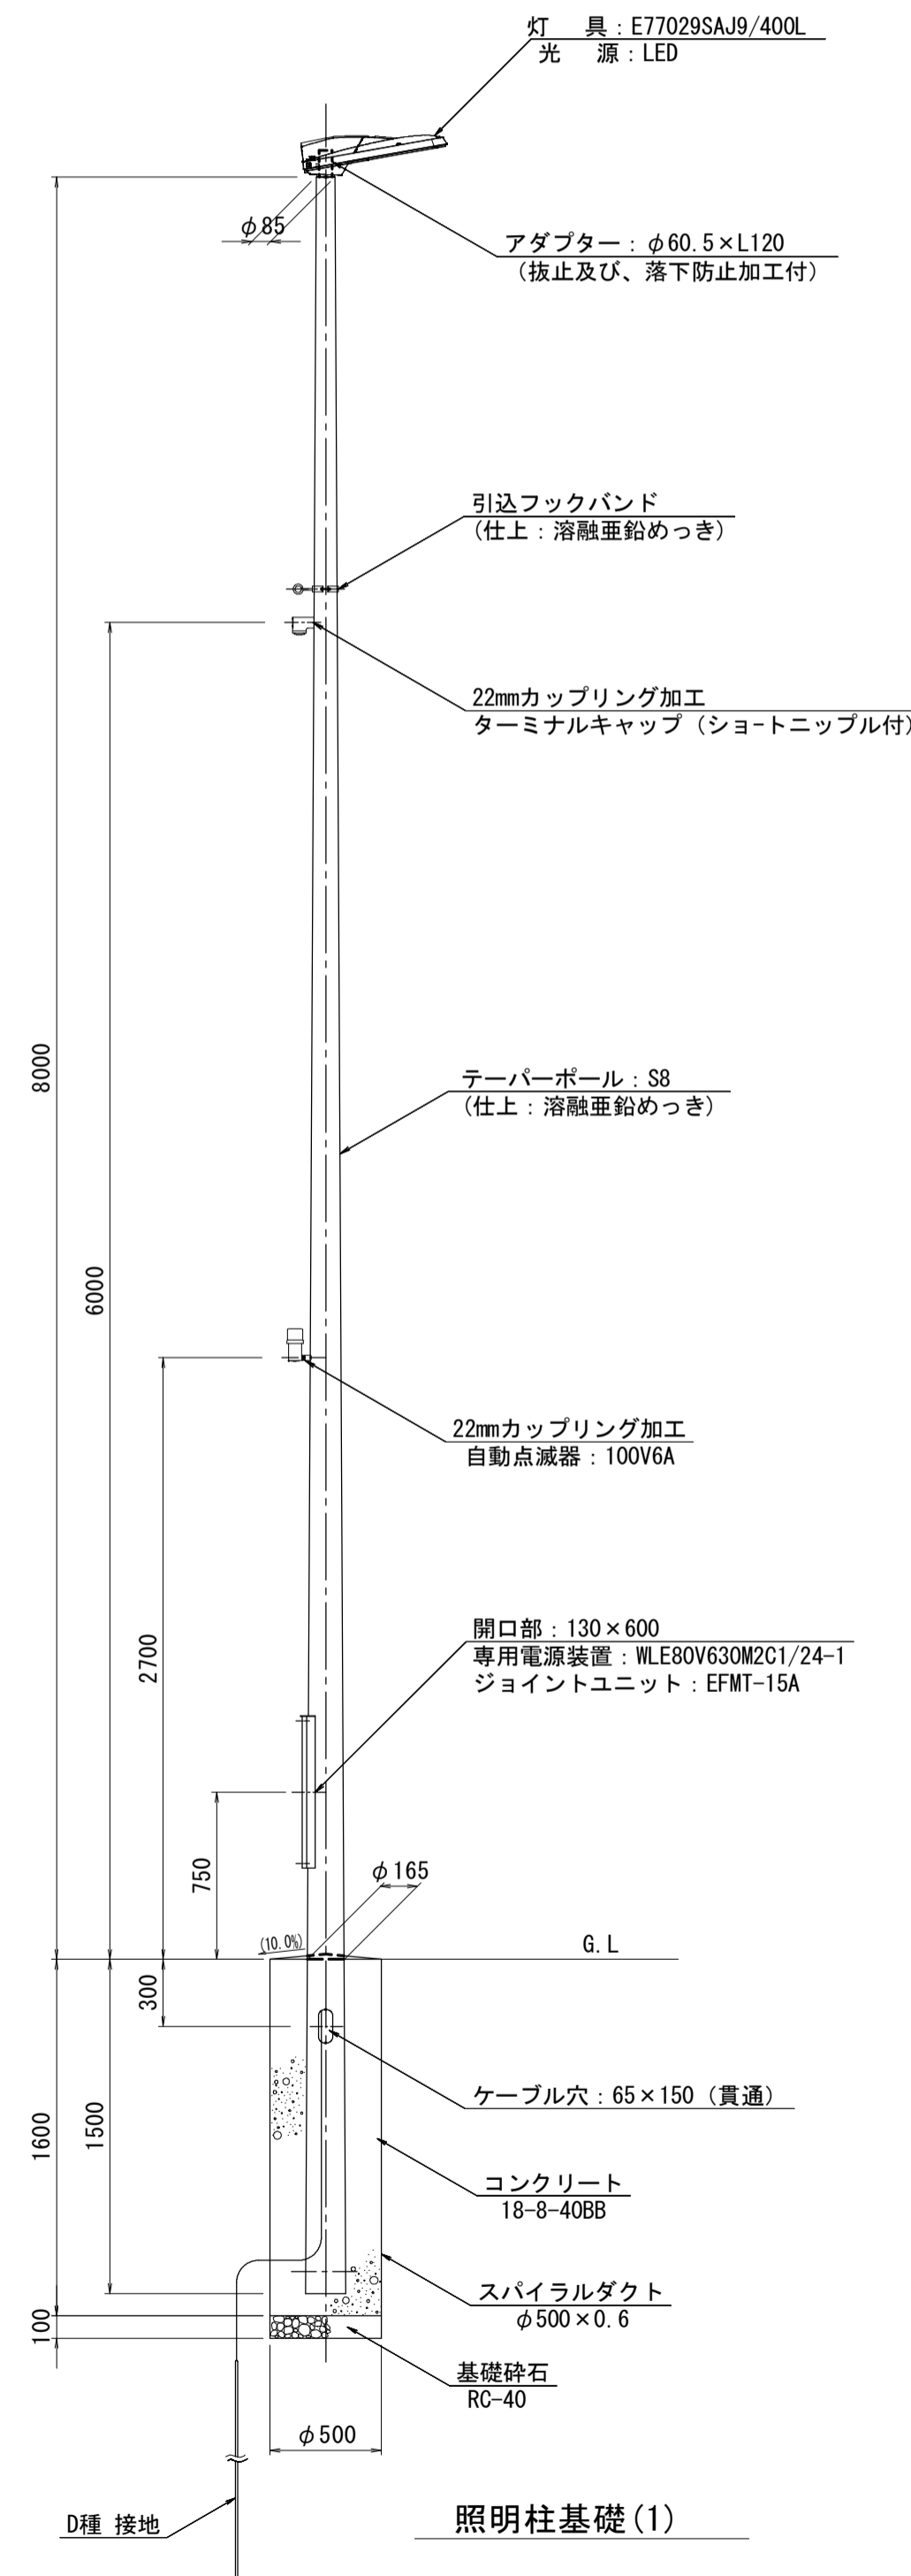 灯　具：E77029SAJ9/400L
光　源：LED
φ85
アダプター：φ60.5×L120
（抜止及び、落下防止加工付）
引込フックバンド
（仕上：溶融亜鉛めっき）
22mmカップリング加工
ターミナルキャップ（ショートニップル付）
8000
テーパーポール：S8
（仕上：溶融亜鉛めっき）
6000
22mmカップリング加工
自動点滅器：100V6A
2700
開口部：130×600
専用電源装置：WLE80V630M2C1/24-1
ジョイントユニット：EFMT-15A
750
φ165
(10.0%)
G.L
300
ケーブル穴：65×150（貫通）
1600
1500
コンクリート
18-8-40BB
スパイラルダクト
φ500×0.6
100
基礎砕石
RC-40
φ500
D種 接地
照明柱基礎(1)